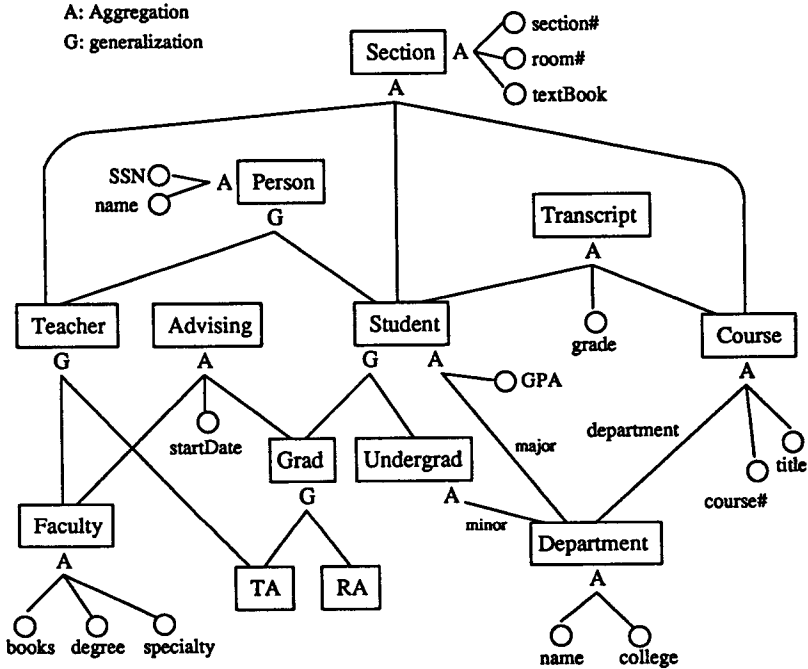 A: Aggregation
G: generalization
Section
A
section#
room#
textBook
A
SSN
name
A
Person
G
Transcript
A
Teacher
Advising
Student
grade
Course
G
A
G
A
GPA
A
startDate
major
department
title
Grad
Undergrad
course#
G
A
minor
Faculty
Department
A
TA
RA
A
books
degree
specialty
name
college